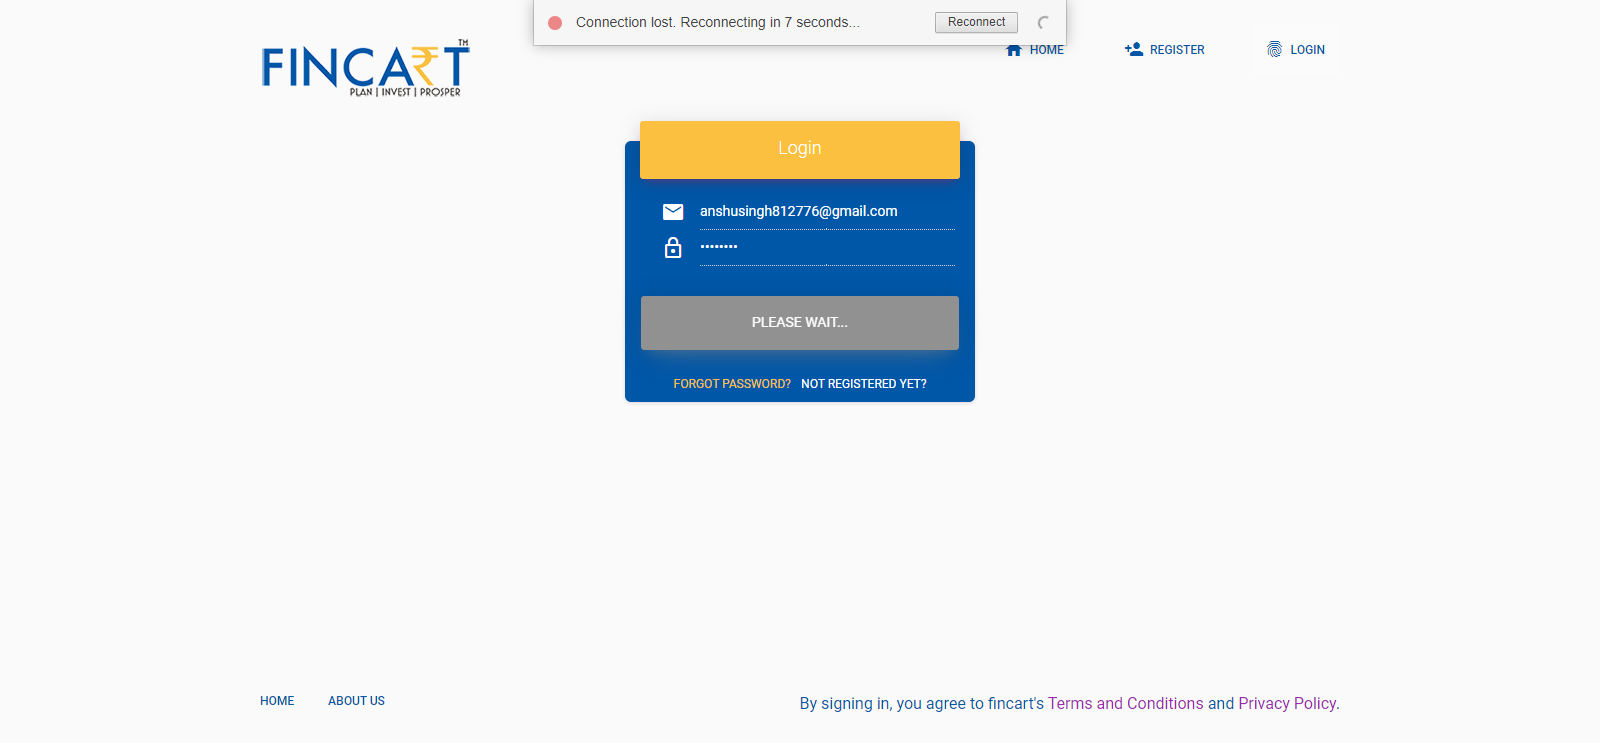 Connection lost. Reconnecting in 7 seconds...
Reconnect
FINCART TM
PLAN | INVEST | PROSPER
HOME
REGISTER
LOGIN
Login
anshusingh812776@gmail.com
••••••••
PLEASE WAIT...
FORGOT PASSWORD? NOT REGISTERED YET?
HOME
ABOUT US
By signing in, you agree to fincart's Terms and Conditions and Privacy Policy.